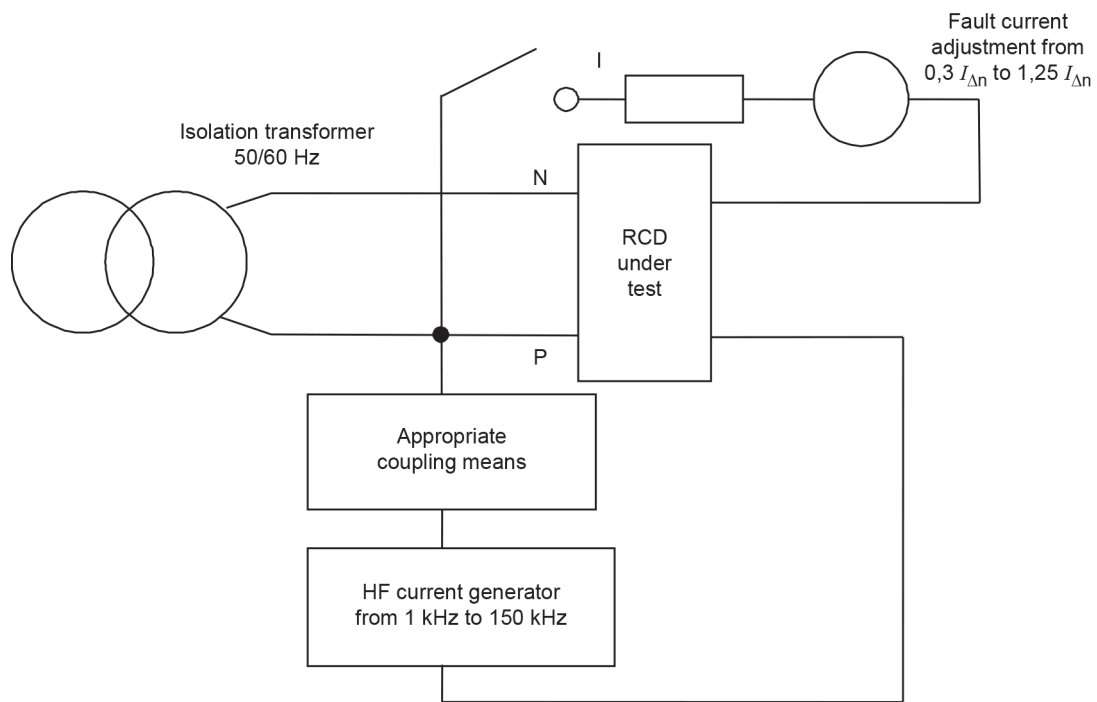 Fault current
adjustment from
0,3 IΔn to 1,25 IΔn
I
Isolation transformer
50/60 Hz
N
RCD
under
test
P
Appropriate
coupling means
HF current generator
from 1 kHz to 150 kHz